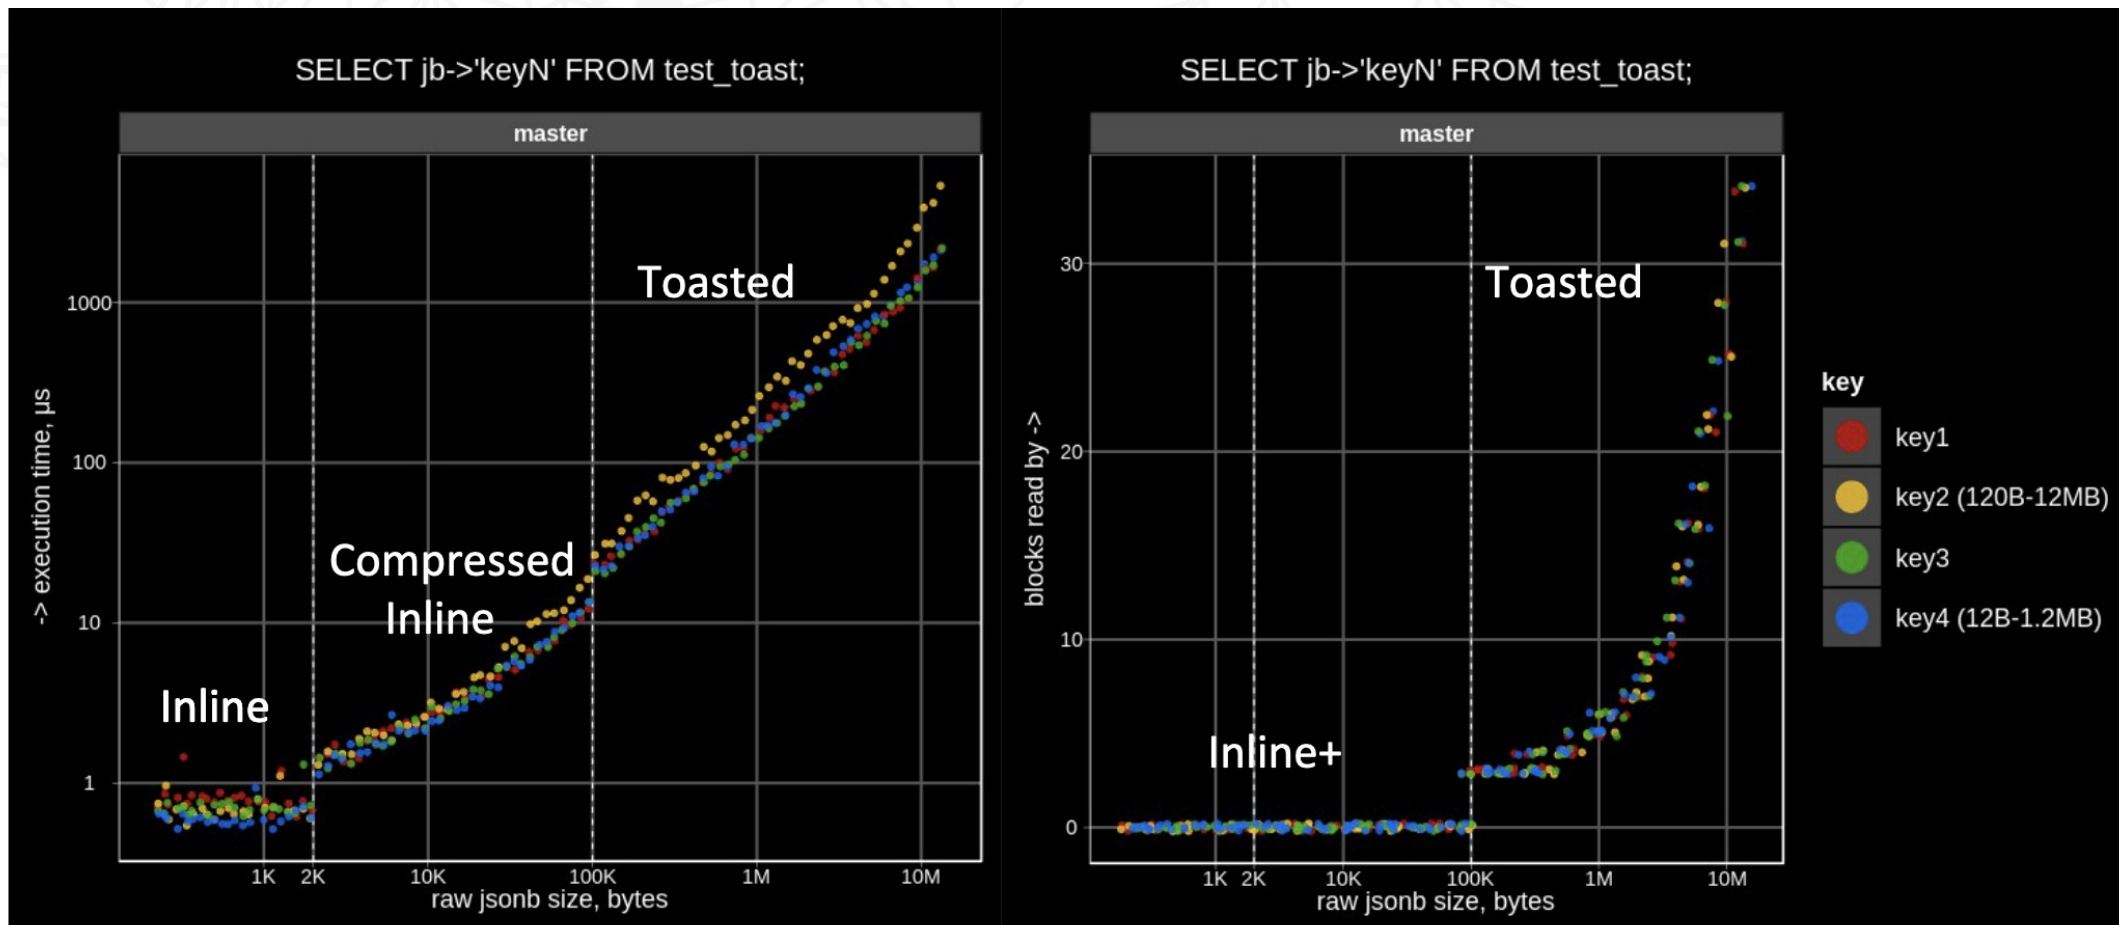 SELECT jb->'keyN' FROM test_toast;
master
1000
100
10
1
-> execution time, µs
Inline
Compressed
Inline
Toasted
1K 2K 10K 100K 1M 10M
raw jsonb size, bytes
SELECT jb->'keyN' FROM test_toast;
master
30
20
10
0
blocks read by ->
Inline+
Toasted
1K 2K 10K 100K 1M 10M
raw jsonb size, bytes
key
key1
key2 (120B-12MB)
key3
key4 (12B-1.2MB)